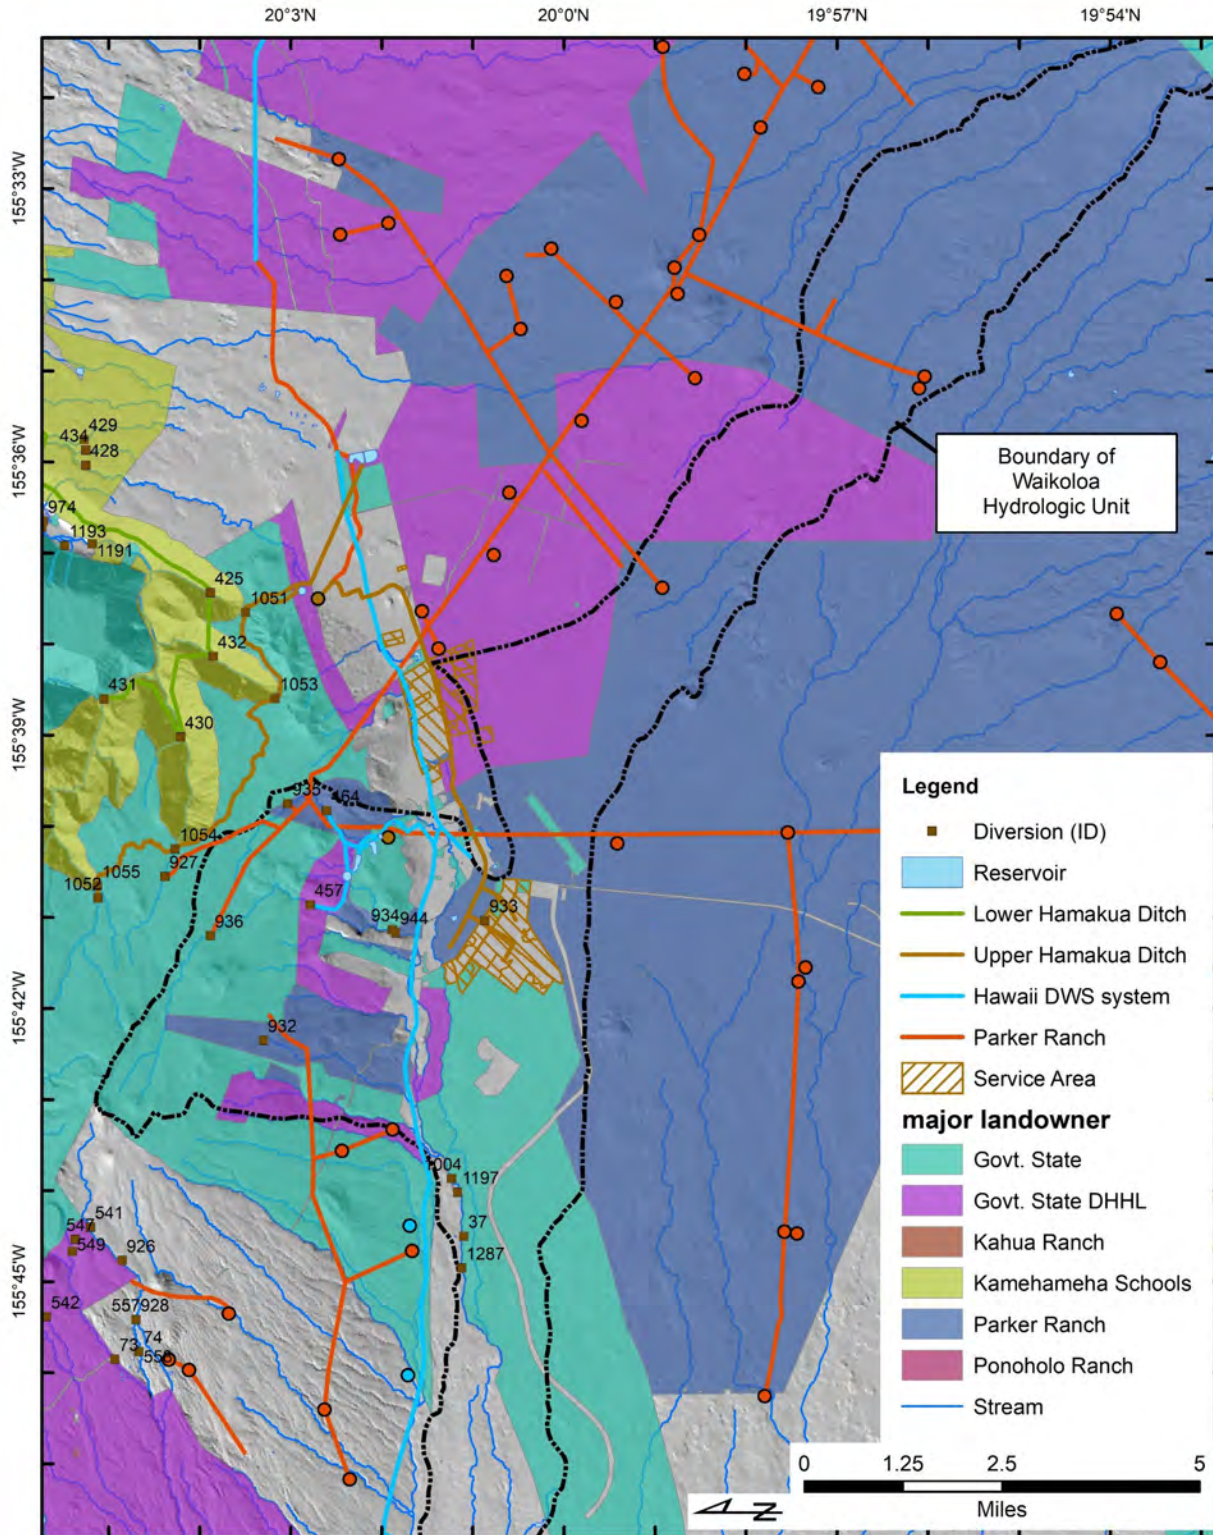 20°3'N
20°0'N
19°57'N
19°54'N
155°33'W
155°36'W
155°39'W
155°42'W
155°45'W
429
434
428
974
1193
1191
425
1051
432
431
1053
430
935
464
1054
927
1055
1052
457
934
944
933
936
932
1004
1197
37
1287
541
547
549
926
542
557
928
74
73
Boundary of
Waikoloa
Hydrologic Unit
Legend
Diversion (ID)
Reservoir
Lower Hamakua Ditch
Upper Hamakua Ditch
Hawaii DWS system
Parker Ranch
Service Area
major landowner
Govt. State
Govt. State DHHL
Kahua Ranch
Kamehameha Schools
Parker Ranch
Ponoholo Ranch
Stream
0 1.25 2.5 5
Miles
N